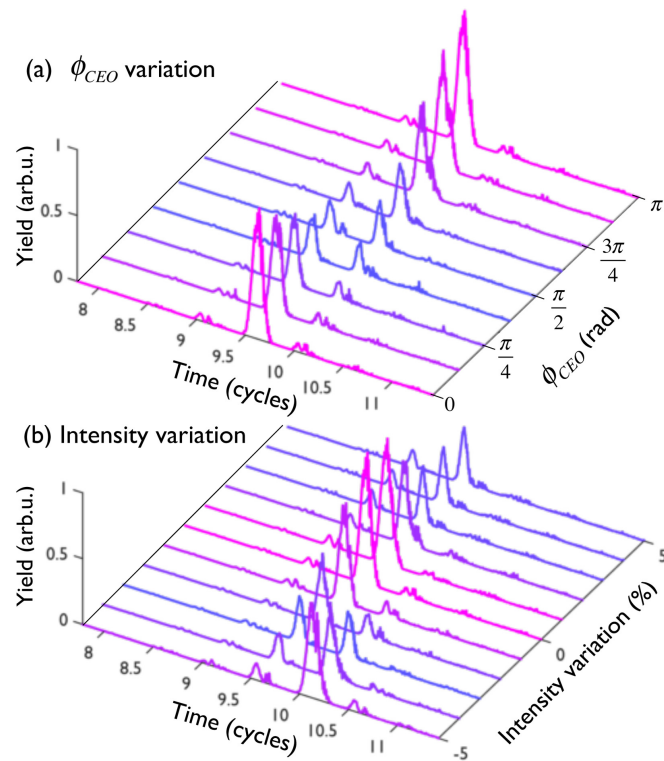 (a) ϕCEO variation
Yield (arb.u.)
1
0.5
0
8
8.5
9
9.5
10
10.5
11
Time (cycles)
0
π/4
π/2
3π/4
π
ϕCEO (rad)
(b) Intensity variation
Yield (arb.u.)
1
0.5
0
8
8.5
9
9.5
10
10.5
11
Time (cycles)
-5
0
5
Intensity variation (%)